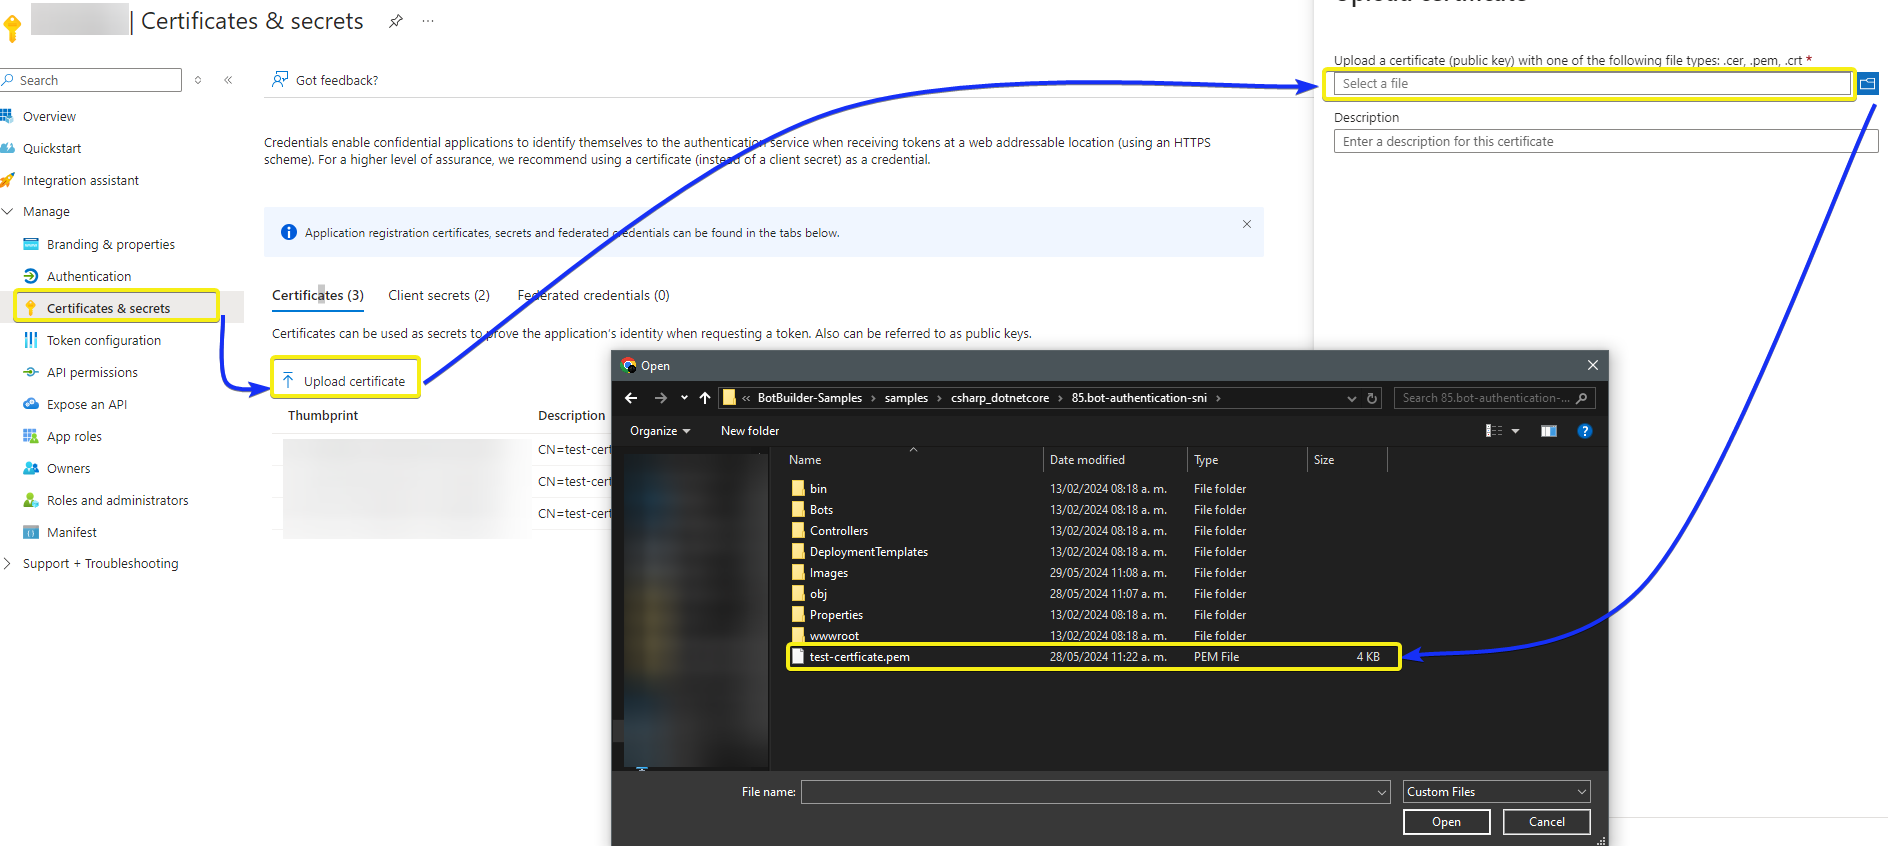 | Certificates & secrets
Search
Overview
Quickstart
Integration assistant
Manage
Branding & properties
Authentication
Certificates & secrets
Token configuration
API permissions
Expose an API
App roles
Owners
Roles and administrators
Manifest
Support + Troubleshooting
Got feedback?
Credentials enable confidential applications to identify themselves to the authentication service when receiving tokens at a web addressable location (using an HTTPS
scheme). For a higher level of assurance, we recommend using a certificate (instead of a client secret) as a credential.
Application registration certificates, secrets and federated credentials can be found in the tabs below.
Certificates (3) Client secrets (2) Federated credentials (0)
Certificates can be used as secrets to prove the application's identity when requesting a token. Also can be referred to as public keys.
Upload certificate
Thumbprint Description
CN=test-cert
CN=test-cert
CN=test-cert
Upload certificate
Upload a certificate (public key) with one of the following file types: .cer, .pem, .crt *
Select a file
Description
Enter a description for this certificate
Open
« BotBuilder-Samples > samples > csharp_dotnetcore > 85.bot-authentication-sni >
Search 85.bot-authentication-...
Organize New folder
Name Date modified Type Size
bin 13/02/2024 08:18 a. m. File folder
Bots 13/02/2024 08:18 a. m. File folder
Controllers 13/02/2024 08:18 a. m. File folder
DeploymentTemplates 13/02/2024 08:18 a. m. File folder
Images 29/05/2024 11:08 a. m. File folder
obj 28/05/2024 11:07 a. m. File folder
Properties 13/02/2024 08:18 a. m. File folder
wwwroot 13/02/2024 08:18 a. m. File folder
test-certficate.pem 28/05/2024 11:22 a. m. PEM File 4 KB
File name: Custom Files
Open Cancel